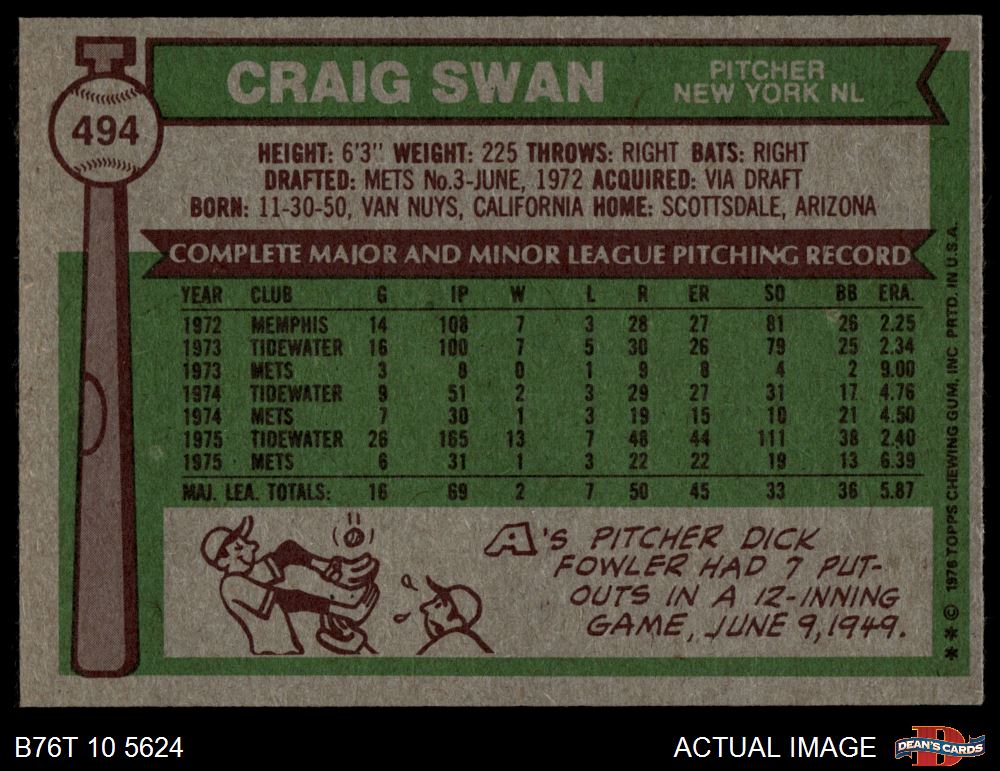 CRAIG SWAN
PITCHER
NEW YORK NL
494
HEIGHT: 6'3" WEIGHT: 225 THROWS: RIGHT BATS: RIGHT
DRAFTED: METS No.3-JUNE, 1972 ACQUIRED: VIA DRAFT
BORN: 11-30-50, VAN NUYS, CALIFORNIA HOME: SCOTTSDALE, ARIZONA
COMPLETE MAJOR AND MINOR LEAGUE PITCHING RECORD
YEAR CLUB G IP W L R ER SO BB ERA.
1972 MEMPHIS 14 108 7 3 28 27 81 26 2.25
1973 TIDEWATER 16 100 7 5 30 26 79 25 2.34
1973 METS 3 8 0 1 9 8 4 2 9.00
1974 TIDEWATER 9 51 2 3 29 27 31 17 4.76
1974 METS 7 30 1 3 19 15 10 21 4.50
1975 TIDEWATER 26 165 13 7 48 44 111 38 2.40
1975 METS 6 31 1 3 22 22 19 13 6.39
MAJ. LEA. TOTALS: 16 69 2 7 50 45 33 36 5.87
A'S PITCHER DICK
FOWLER HAD 7 PUT-
OUTS IN A 12-INNING
GAME, JUNE 9, 1949.
** © 1976 TOPPS CHEWING GUM, INC PRTD. IN U.S.A.
B76T 10 5624
ACTUAL IMAGE
D
DEAN'S CARDS